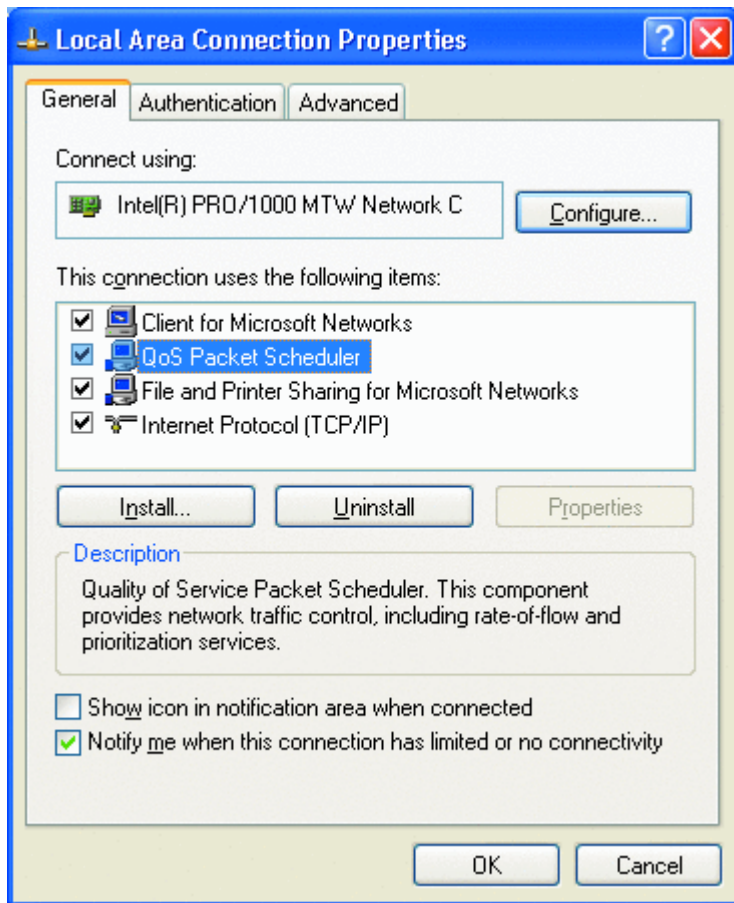 Local Area Connection Properties
General
Authentication
Advanced
Connect using:
Intel(R) PRO/1000 MTW Network C
Configure...
This connection uses the following items:
Client for Microsoft Networks
QoS Packet Scheduler
File and Printer Sharing for Microsoft Networks
Internet Protocol (TCP/IP)
Install...
Uninstall
Properties
Description
Quality of Service Packet Scheduler. This component
provides network traffic control, including rate-of-flow and
prioritization services.
Show icon in notification area when connected
Notify me when this connection has limited or no connectivity
OK
Cancel